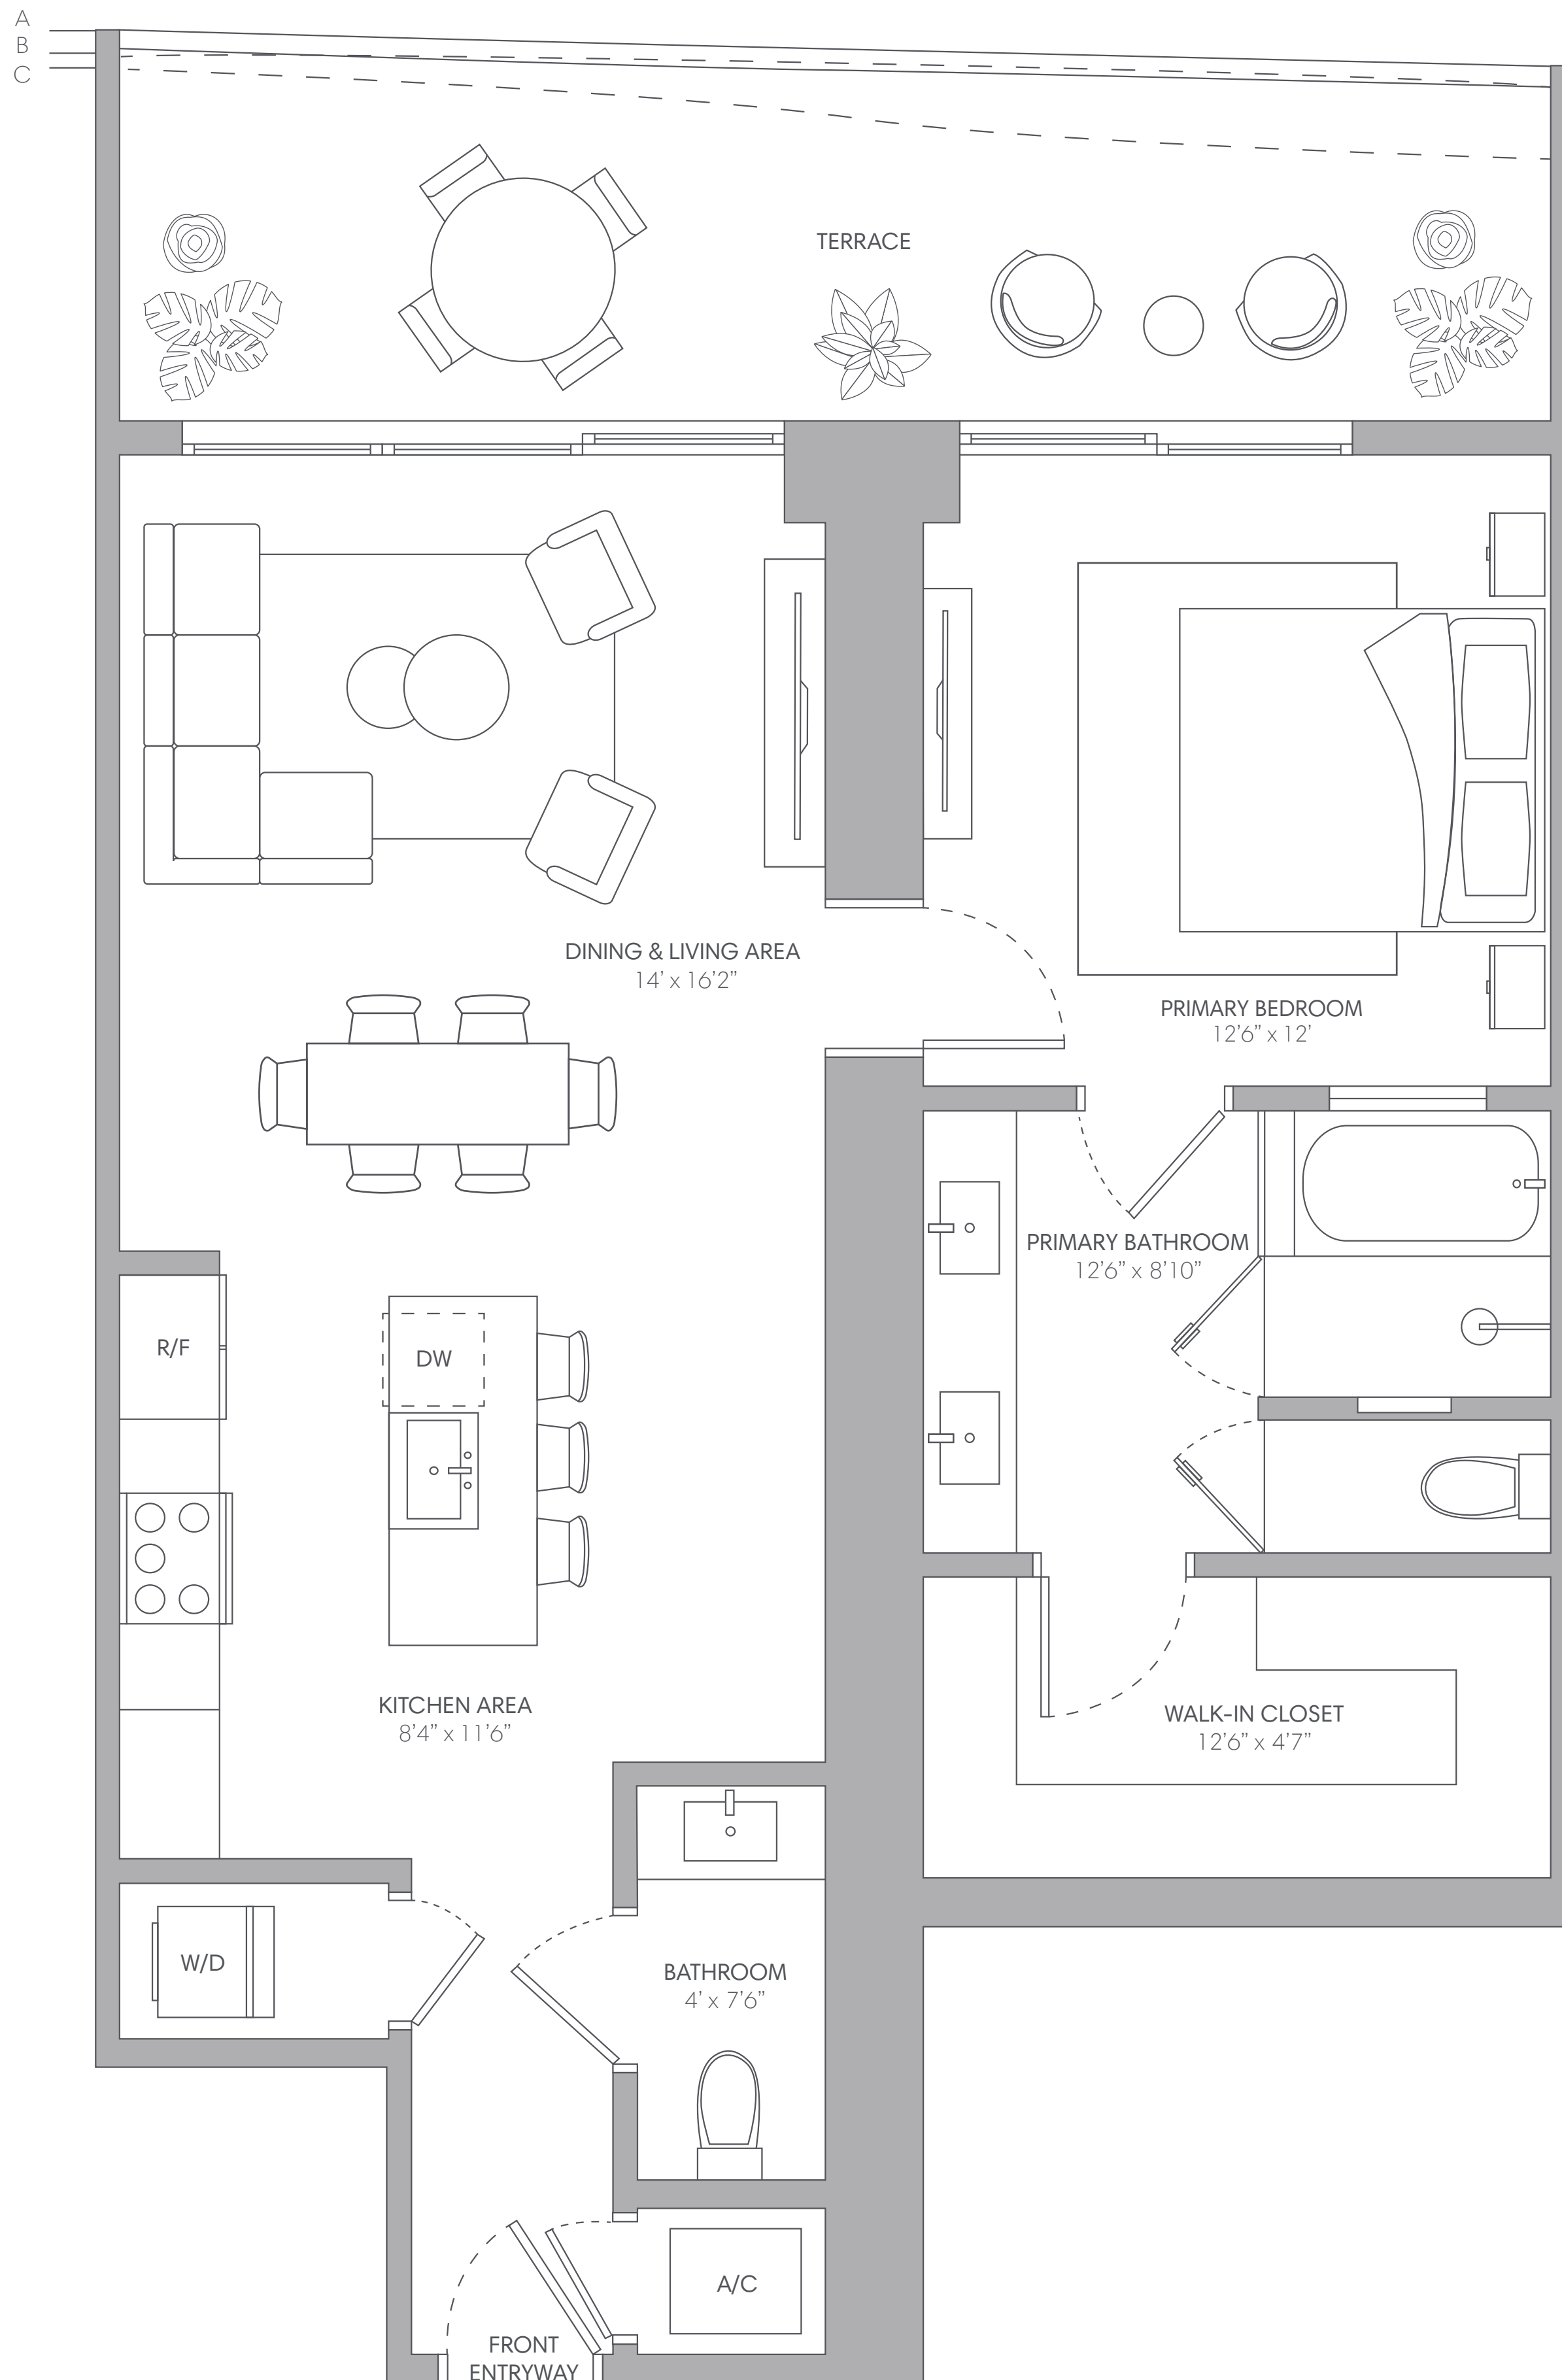 A
B
C
TERRACE
DINING & LIVING AREA
14’ x 16’2”
PRIMARY BEDROOM
12’6” x 12’
PRIMARY BATHROOM
12’6” x 8’10”
R/F
DW
KITCHEN AREA
8’4” x 11’6”
WALK-IN CLOSET
12’6” x 4’7”
W/D
BATHROOM
4’ x 7’6”
A/C
FRONT
ENTRYWAY